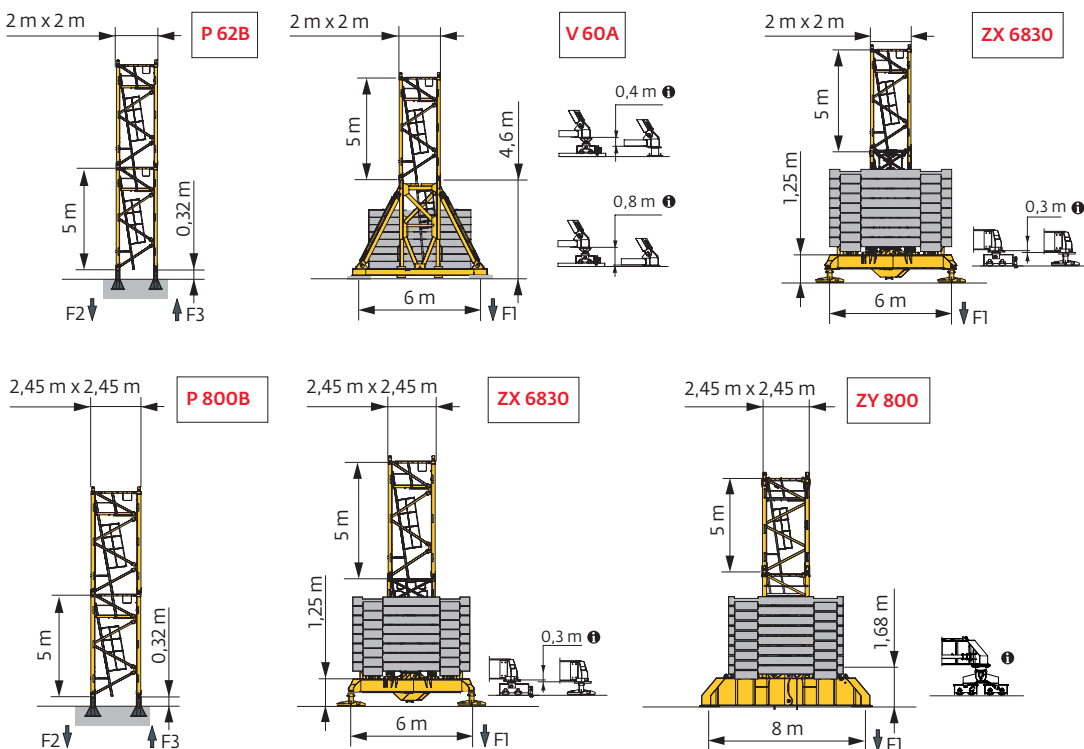 2 m x 2 m
P 62B
5 m
0,32 m
F2
F3
2 m x 2 m
V 60A
5 m
4,6 m
6 m
F1
0,4 m i
0,8 m i
2 m x 2 m
ZX 6830
5 m
1,25 m
6 m
F1
0,3 m i
2,45 m x 2,45 m
P 800B
5 m
0,32 m
F2
F3
2,45 m x 2,45 m
ZX 6830
5 m
1,25 m
6 m
F1
0,3 m i
2,45 m x 2,45 m
ZY 800
5 m
1,68 m
8 m
F1
i